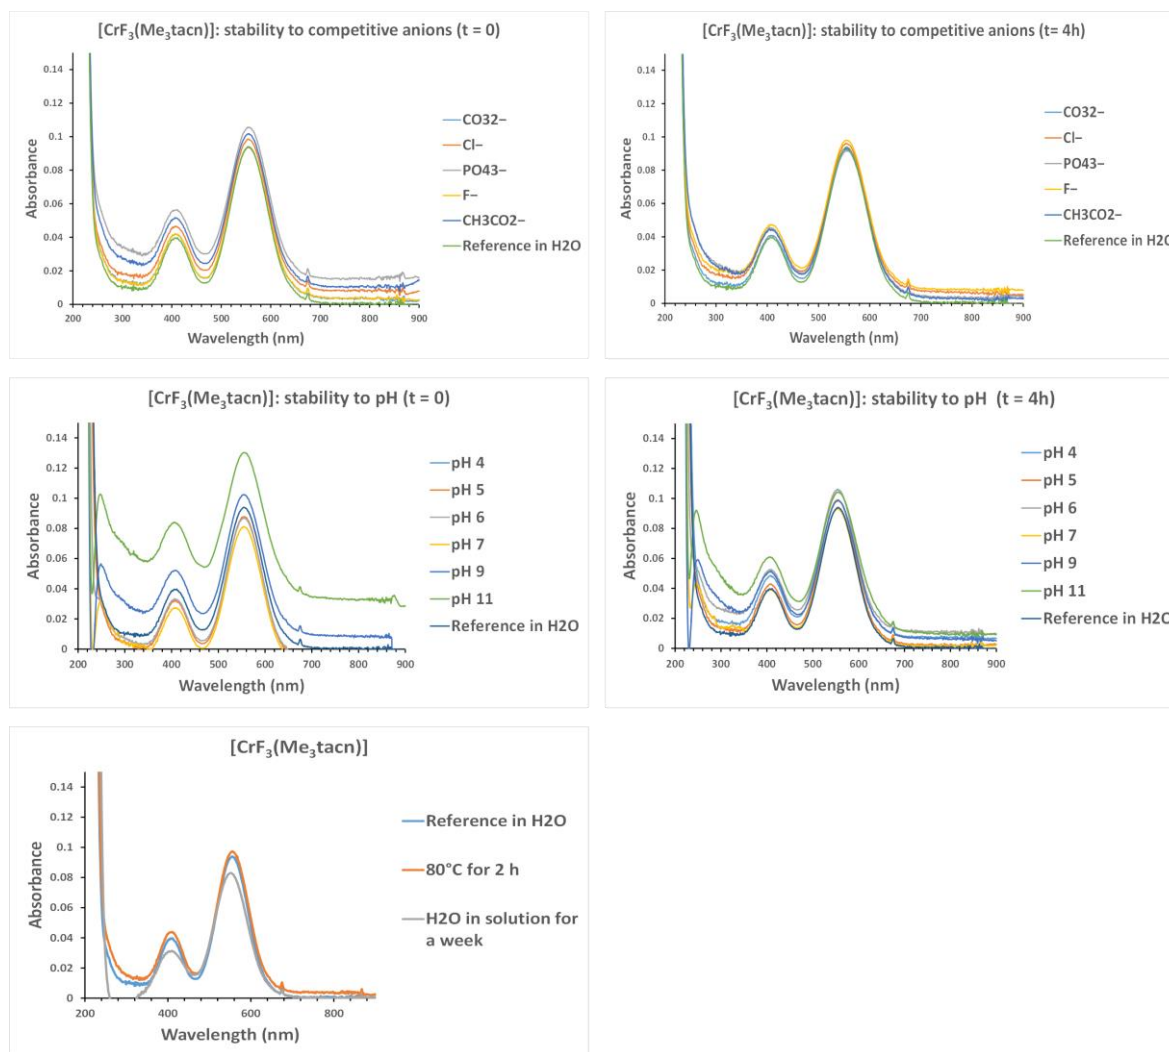 [CrF₃(Me₃tacn)]: stability to competitive anions (t = 0)
0.14
0.12
0.1
0.08
0.06
0.04
0.02
0
Absorbance
200 300 400 500 600 700 800 900
Wavelength (nm)
CO32−
Cl−
PO43−
F−
CH3CO2−
Reference in H2O
[CrF₃(Me₃tacn)]: stability to competitive anions (t= 4h)
0.14
0.12
0.1
0.08
0.06
0.04
0.02
0
Absorbance
200 300 400 500 600 700 800 900
Wavelength (nm)
CO32−
Cl−
PO43−
F−
CH3CO2−
Reference in H2O
[CrF₃(Me₃tacn)]: stability to pH (t = 0)
0.14
0.12
0.1
0.08
0.06
0.04
0.02
0
Absorbance
200 300 400 500 600 700 800 900
Wavelength (nm)
pH 4
pH 5
pH 6
pH 7
pH 9
pH 11
Reference in H2O
[CrF₃(Me₃tacn)]: stability to pH (t = 4h)
0.14
0.12
0.1
0.08
0.06
0.04
0.02
0
Absorbance
200 300 400 500 600 700 800 900
Wavelength (nm)
pH 4
pH 5
pH 6
pH 7
pH 9
pH 11
Reference in H2O
[CrF₃(Me₃tacn)]
0.14
0.12
0.1
0.08
0.06
0.04
0.02
0
Absorbance
200 400 600 800
Wavelength (nm)
Reference in H2O
80°C for 2 h
H2O in solution for
a week